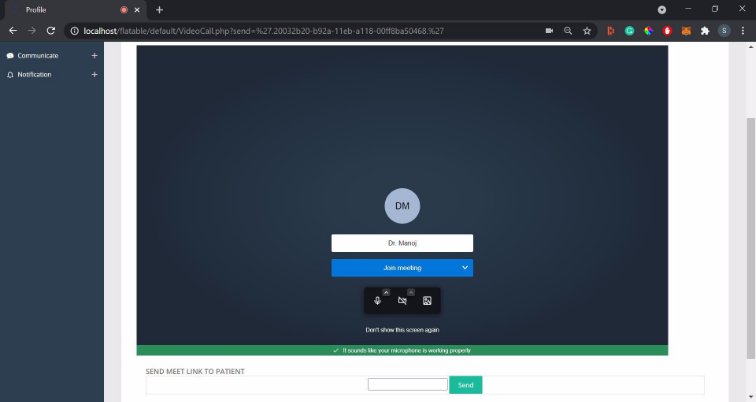 Profile
localhost/flatable/default/VideoCall.php?send=%27.20032b20-b92a-11eb-a118-00ff8ba50468.%27
S
Communicate
Notification
DM
Dr. Manoj
Join meeting
Don't show this screen again
It sounds like your microphone is working properly
SEND MEET LINK TO PATIENT
Send